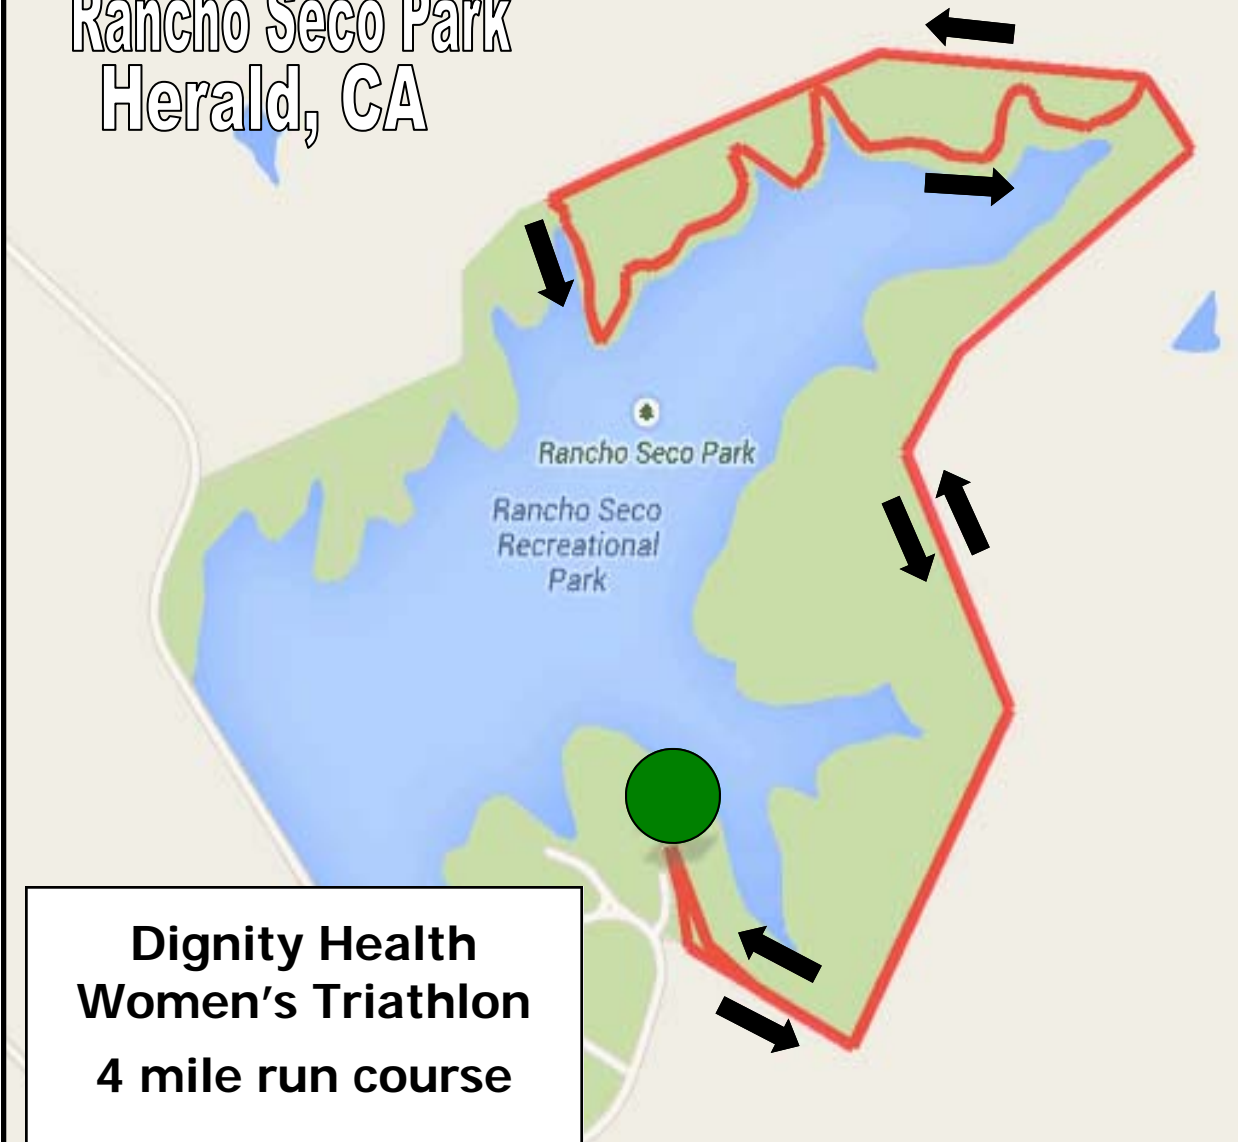 Rancho Seco Park
Herald, CA
Rancho Seco Park
Rancho Seco
Recreational
Park
Dignity Health
Women's Triathlon
4 mile run course